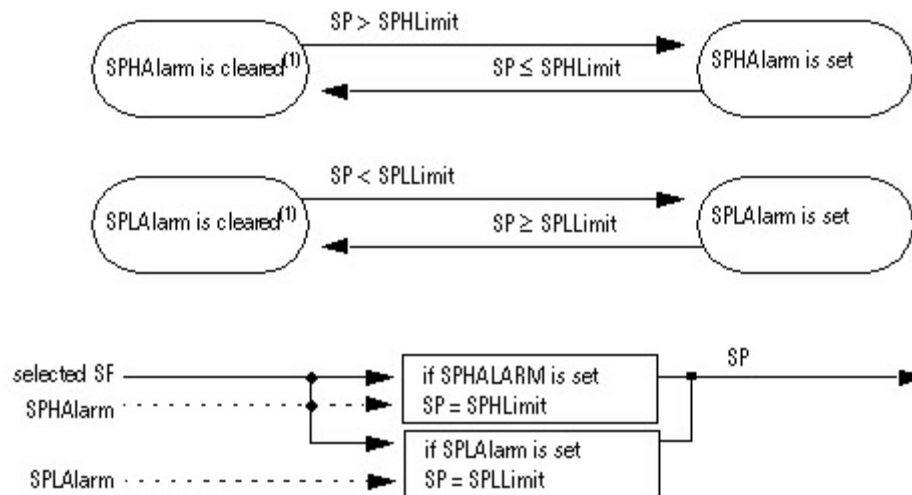 SP > SPHLimit
SPHAlarm is cleared(1)
SPHAlarm is set
SP ≤ SPHLimit
SP < SPLLimit
SPLAlarm is cleared(1)
SPLAlarm is set
SP ≥ SPLLimit
SP
selected SF
if SPHALARM is set
SPHAlarm
SP = SPHLimit
if SPLAlarm is set
SPLAlarm
SP = SPLLimit